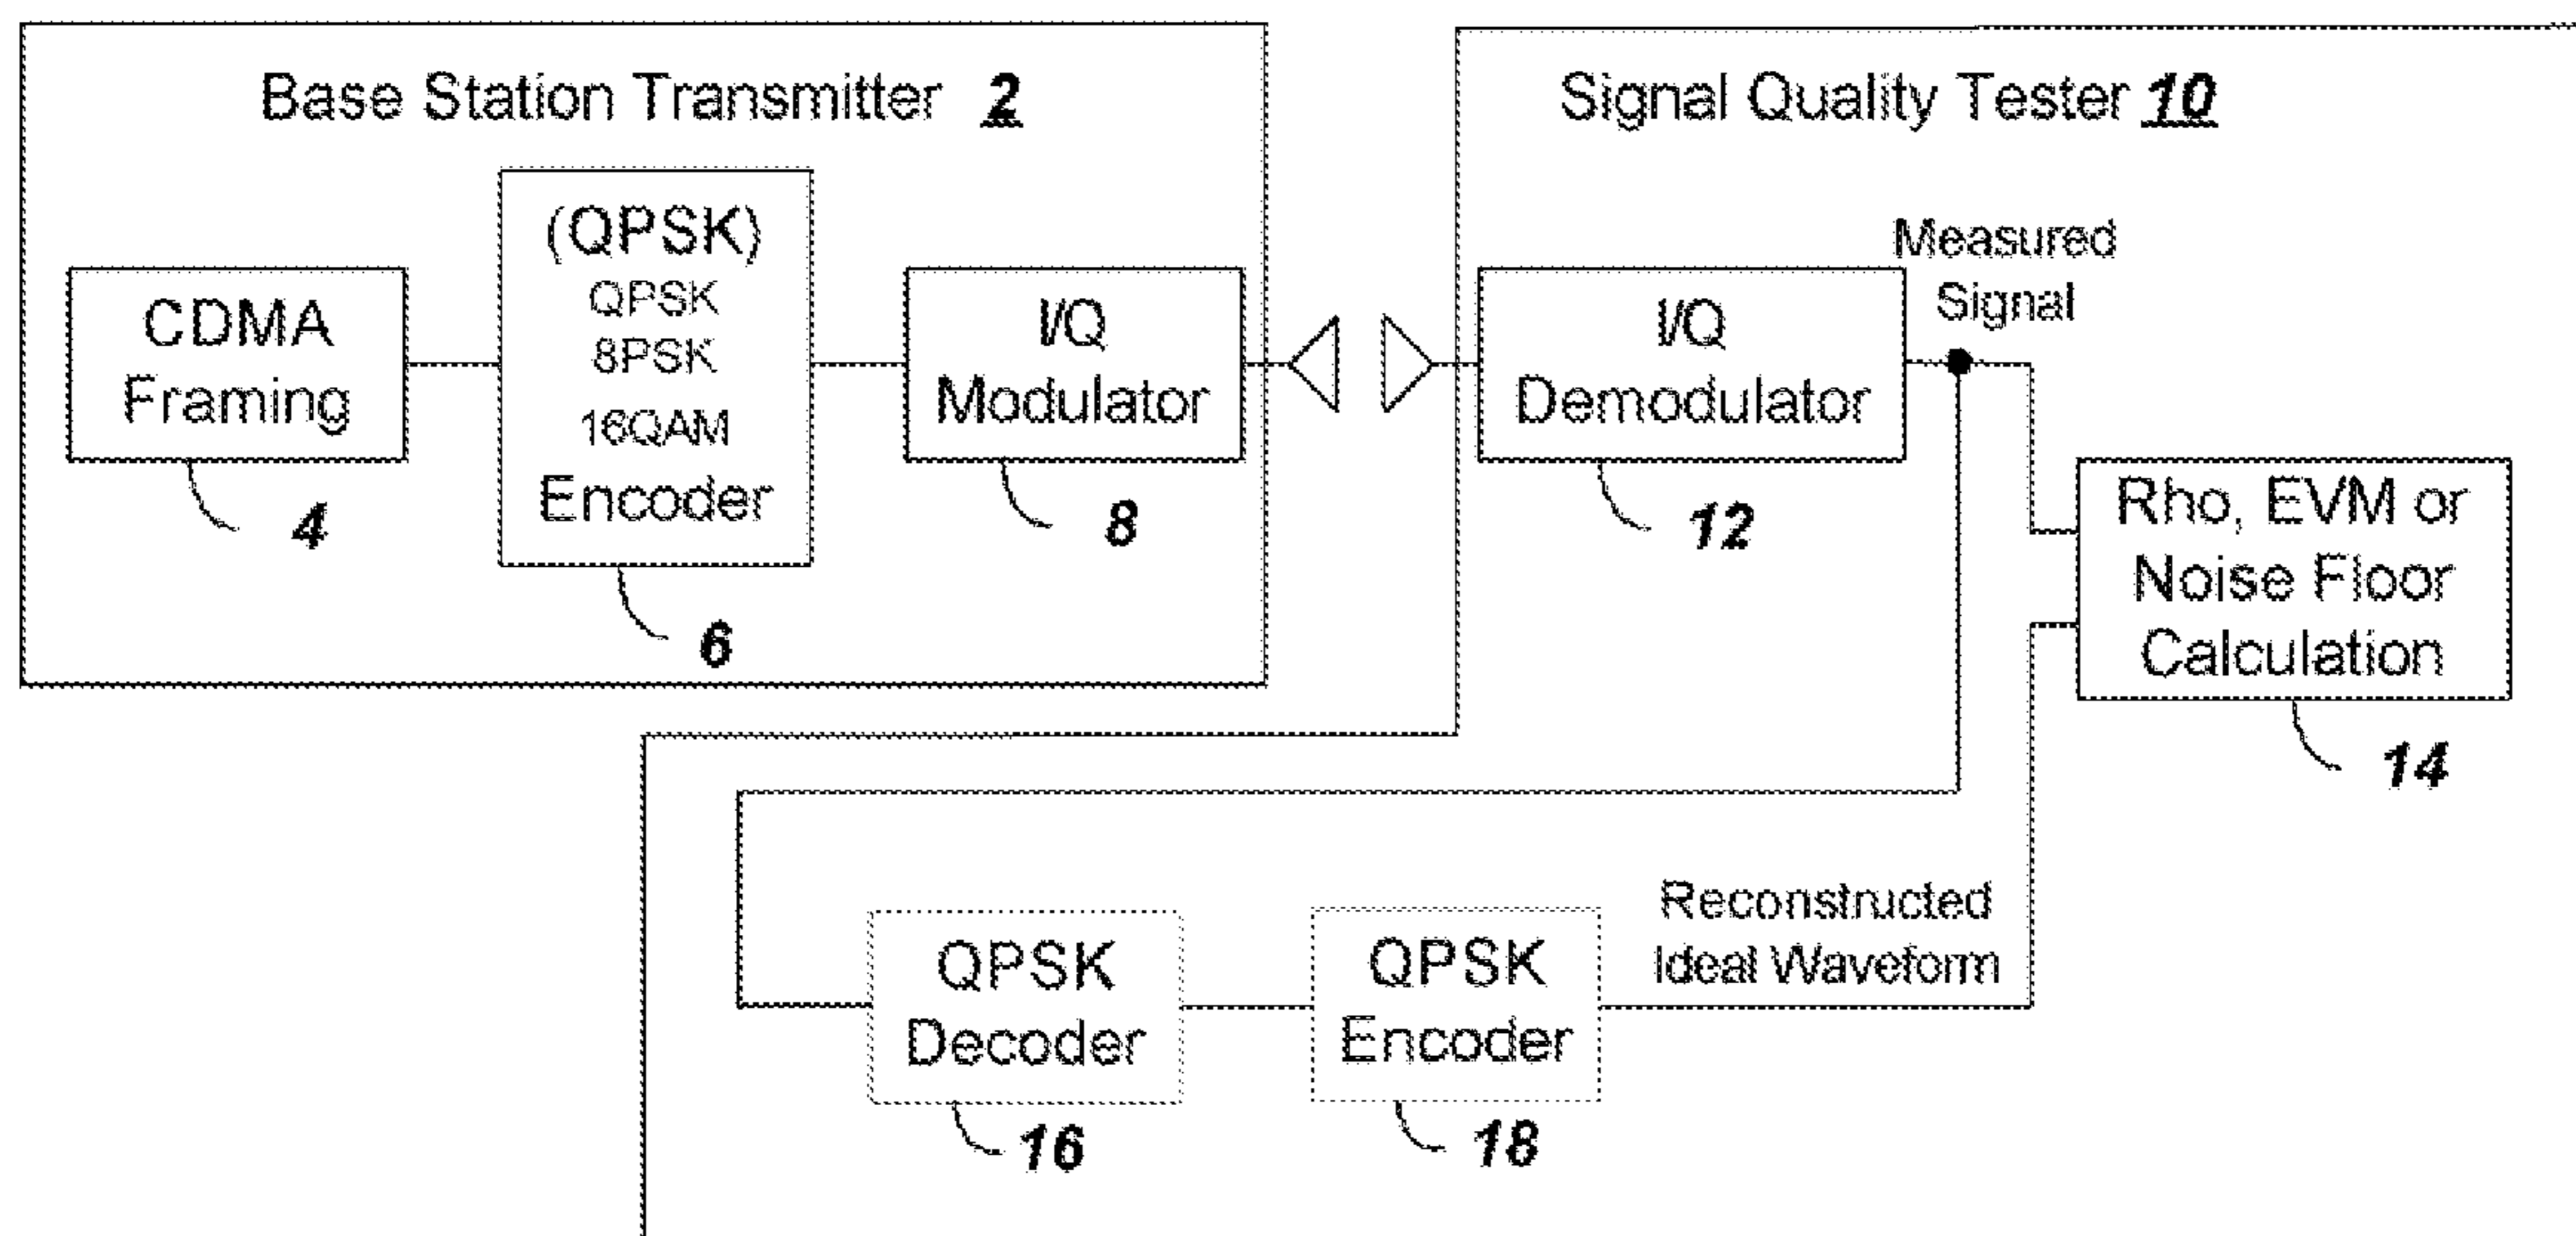 Base Station Transmitter 2
CDMA
Framing
4
(QPSK)
QPSK
8PSK
16QAM
Encoder
6
I/Q
Modulator
8
Signal Quality Tester 10
I/Q
Demodulator
12
Measured
Signal
Rho, EVM or
Noise Floor
Calculation
14
QPSK
Decoder
16
QPSK
Encoder
18
Reconstructed
Ideal Waveform